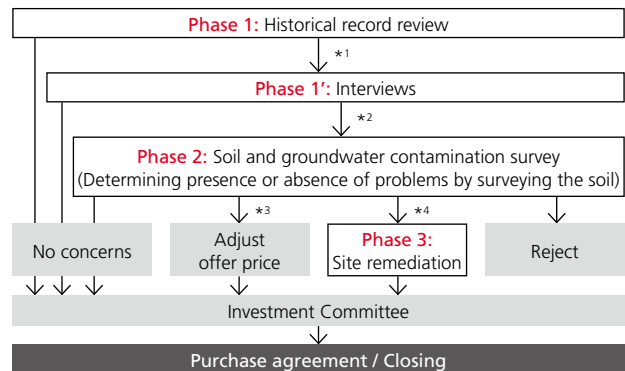 Phase 1: Historical record review
*1
Phase 1': Interviews
*2
Phase 2: Soil and groundwater contamination survey
(Determining presence or absence of problems by surveying the soil)
*3
*4
No concerns
Adjust
offer price
Phase 3:
Site remediation
Reject
Investment Committee
Purchase agreement / Closing